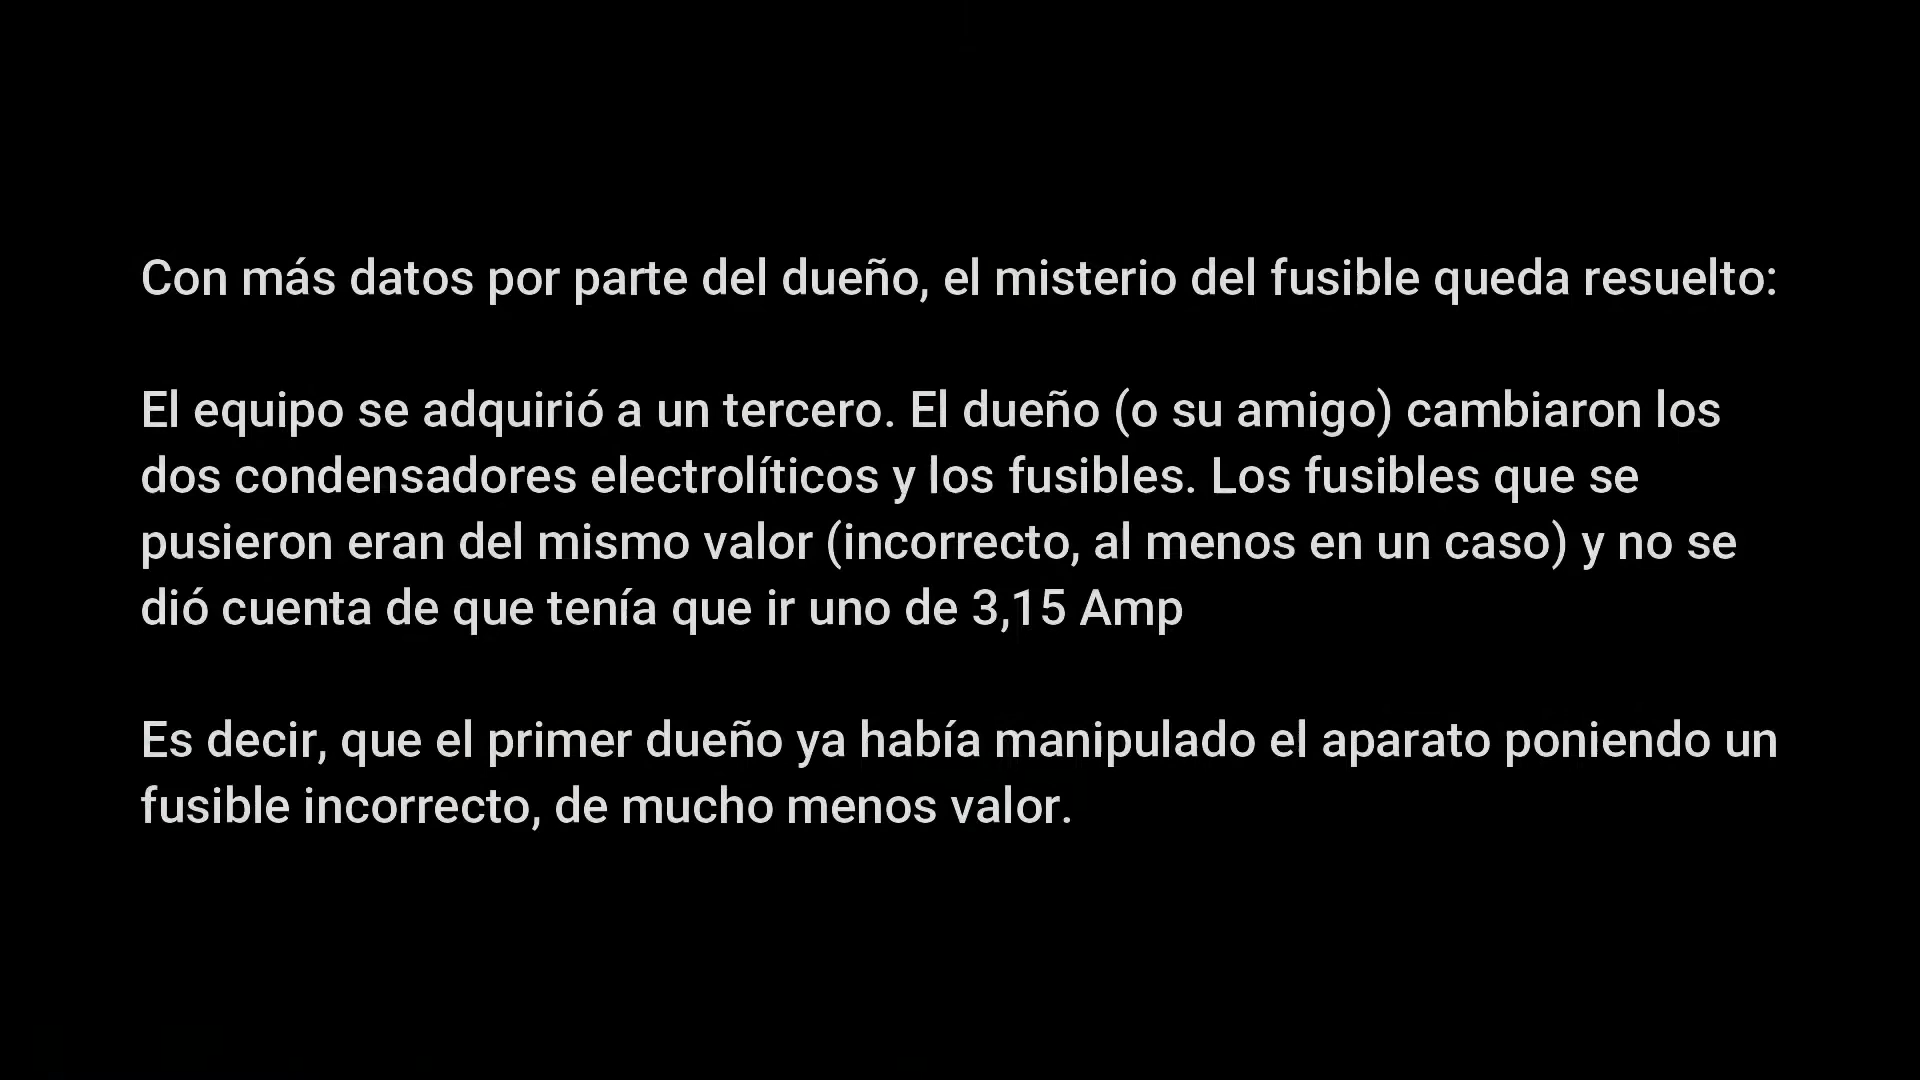 Con más datos por parte del dueño, el misterio del fusible queda resuelto:
El equipo se adquirió a un tercero. El dueño (o su amigo) cambiaron los
dos condensadores electrolíticos y los fusibles. Los fusibles que se
pusieron eran del mismo valor (incorrecto, al menos en un caso) y no se
dió cuenta de que tenía que ir uno de 3,15 Amp
Es decir, que el primer dueño ya había manipulado el aparato poniendo un
fusible incorrecto, de mucho menos valor.